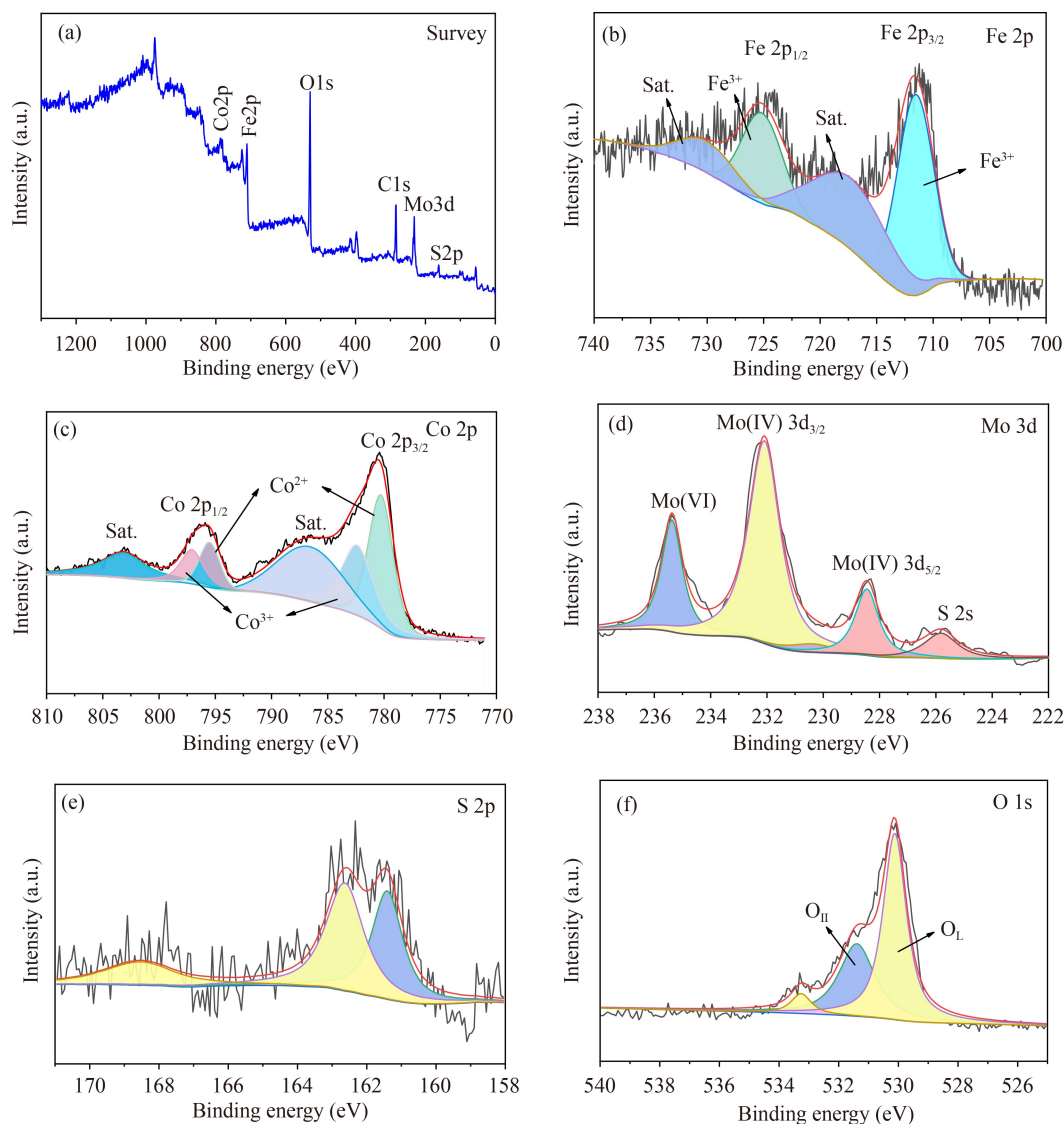 (a)
Survey
O1s
Co2p
Fe2p
C1s
Mo3d
S2p
Intensity (a.u.)
1200 1000 800 600 400 200 0
Binding energy (eV)
(b)
Fe 2p₃/₂
Fe 2p
Fe 2p₁/₂
Sat.
Fe³⁺
Sat.
Fe³⁺
Intensity (a.u.)
740 735 730 725 720 715 710 705 700
Binding energy (eV)
(c)
Co 2p
Co 2p₃/₂
Co²⁺
Co 2p₁/₂
Sat.
Sat.
Co³⁺
Intensity (a.u.)
810 805 800 795 790 785 780 775 770
Binding energy (eV)
(d)
Mo(IV) 3d₃/₂
Mo 3d
Mo(VI)
Mo(IV) 3d₅/₂
S 2s
Intensity (a.u.)
238 236 234 232 230 228 226 224 222
Binding energy (eV)
(e)
S 2p
Intensity (a.u.)
170 168 166 164 162 160 158
Binding energy (eV)
(f)
O 1s
O_II
O_L
Intensity (a.u.)
540 538 536 534 532 530 528 526
Binding energy (eV)